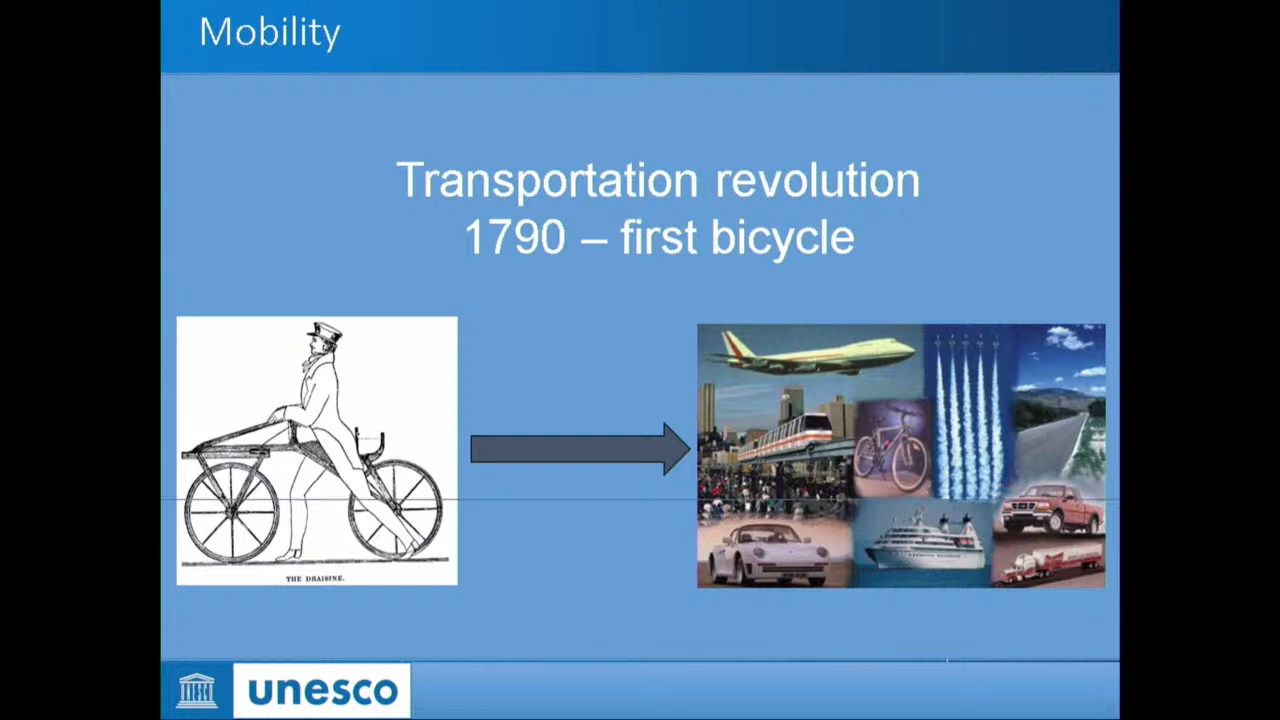 Mobility
Transportation revolution
1790 – first bicycle
THE DRAISINE.
unesco